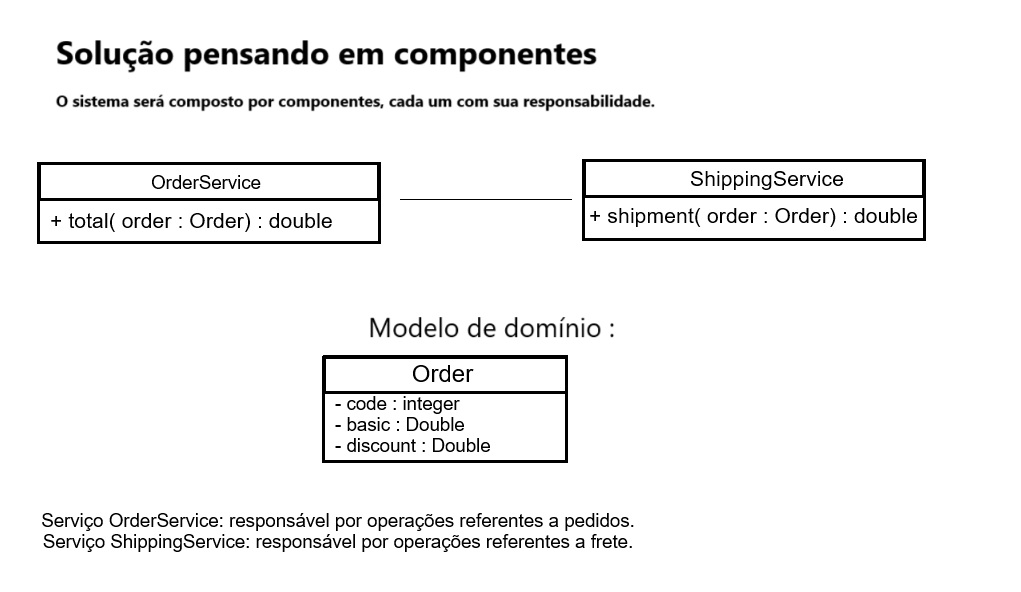 Solução pensando em componentes
O sistema será composto por componentes, cada um com sua responsabilidade.
OrderService
+ total( order : Order) : double
ShippingService
+ shipment( order : Order) : double
Modelo de domínio :
Order
- code : integer
- basic : Double
- discount : Double
Serviço OrderService: responsável por operações referentes a pedidos.
Serviço ShippingService: responsável por operações referentes a frete.